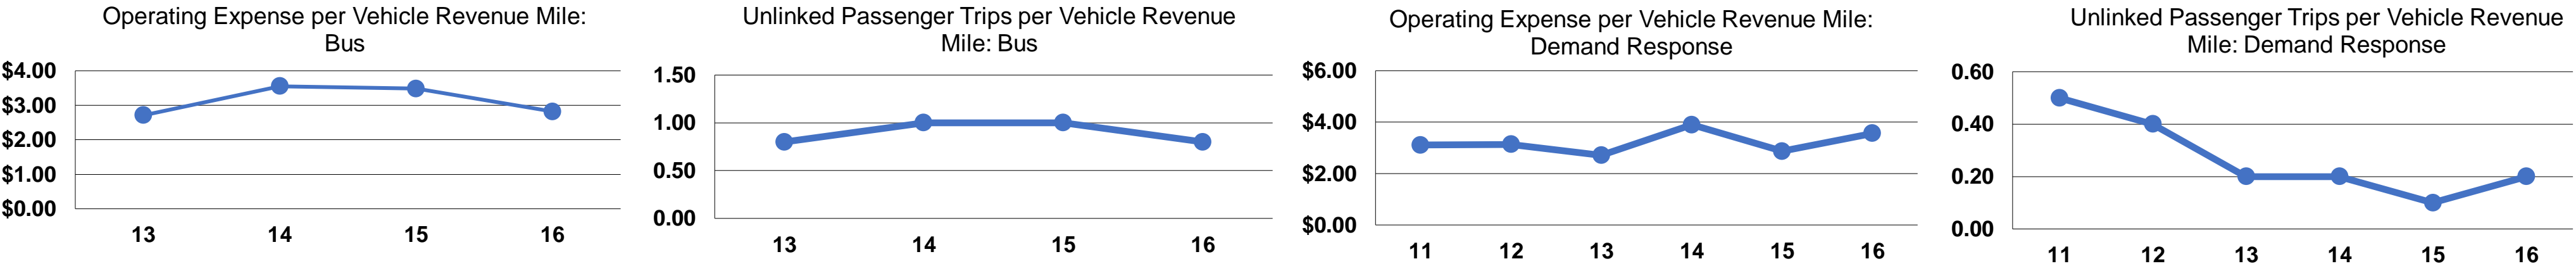 Operating Expense per Vehicle Revenue Mile:
Bus
$4.00
$3.00
$2.00
$1.00
$0.00
13 14 15 16
Unlinked Passenger Trips per Vehicle Revenue
Mile: Bus
1.50
1.00
0.50
0.00
13 14 15 16
Operating Expense per Vehicle Revenue Mile:
Demand Response
$6.00
$4.00
$2.00
$0.00
11 12 13 14 15 16
Unlinked Passenger Trips per Vehicle Revenue
Mile: Demand Response
0.60
0.40
0.20
0.00
11 12 13 14 15 16